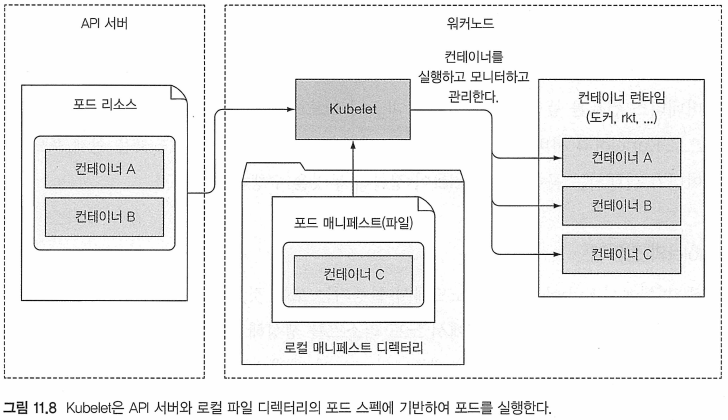 API 서버
워커노드
포드 리소스
컨테이너 A
컨테이너 B
Kubelet
컨테이너를
실행하고 모니터하고
관리한다.
컨테이너 런타임
(도커, rkt, ...)
컨테이너 A
컨테이너 B
컨테이너 C
포드 매니페스트(파일)
컨테이너 C
로컬 매니페스트 디렉터리
그림 11.8 Kubelet은 API 서버와 로컬 파일 디렉터리의 포드 스펙에 기반하여 포드를 실행한다.